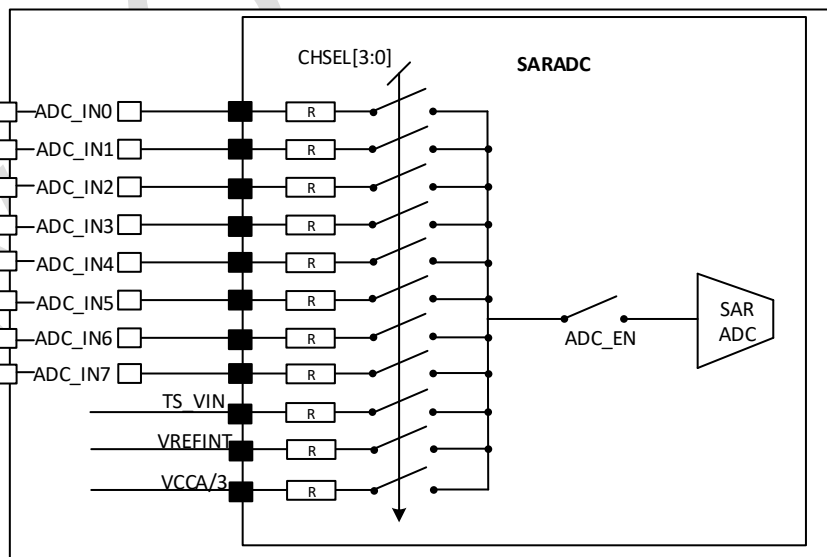 CHSEL[3:0]
SARADC
ADC_IN0
R
ADC_IN1
R
ADC_IN2
R
ADC_IN3
R
ADC_IN4
R
ADC_IN5
R
ADC_IN6
R
ADC_IN7
R
TS_VIN
R
VREFINT
R
VCCA/3
R
ADC_EN
SAR
ADC